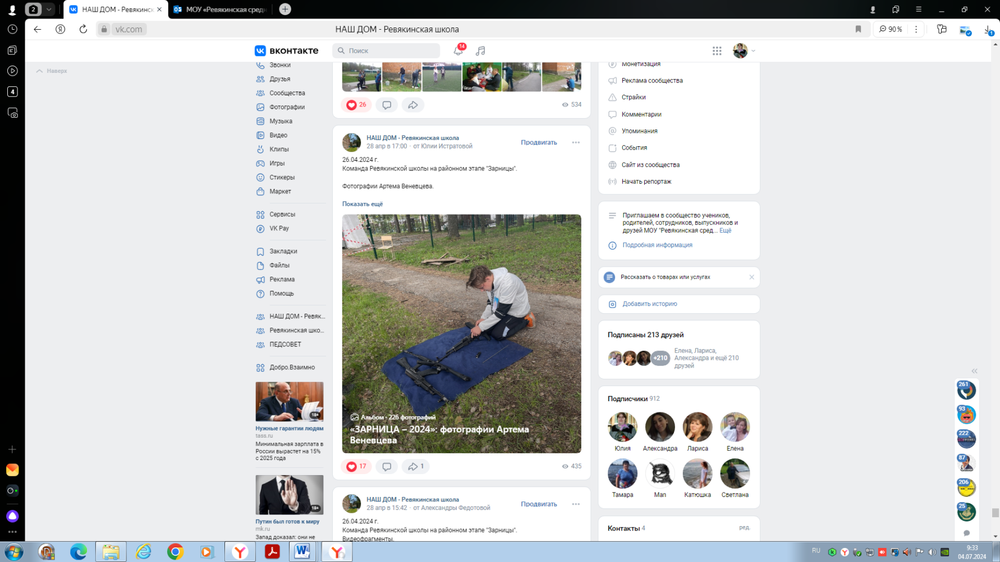 2
НАШ ДОМ - Ревякинск
МОУ «Ревякинская средн
vk.com
НАШ ДОМ - Ревякинская школа
90 %
1
4
вконтакте
Поиск
14
Наверх
Звонки
Друзья
Сообщества
Фотографии
Музыка
Видео
Клипы
Игры
Стикеры
Маркет
Сервисы
VK Pay
Закладки
Файлы
Реклама
Помощь
НАШ ДОМ - Ревяк...
Ревякинская шко...
ПЕДСОВЕТ
Добро.Взаимно
18+
Нужные гарантии людям
tass.ru
Минимальная зарплата в
России вырастет на 15%
с 2025 года
18+
Путин был готов к миру
mk.ru
Запад доказал: они не
26
534
НАШ ДОМ - Ревякинская школа
28 апр в 17:00 · от Юлии Истратовой
Продвигать
26.04.2024 г.
Команда Ревякинской школы на районном этапе "Зарницы".
Фотографии Артема Веневцева.
Показать ещё
Альбом · 226 фотографий
«ЗАРНИЦА – 2024»: фотографии Артема
Веневцева
17
1
435
НАШ ДОМ - Ревякинская школа
28 апр в 15:42 · от Александры Федотовой
Продвигать
26.04.2024 г.
Команда Ревякинской школы на районном этапе "Зарницы".
Видеофрагменты.
Монетизация
Реклама сообщества
Страйки
Комментарии
Упоминания
События
Сайт из сообщества
Начать репортаж
Приглашаем в сообщество учеников,
родителей, сотрудников, выпускников и
друзей МОУ "Ревякинская сред... Ещё
Подробная информация
Рассказать о товарах или услугах
Добавить историю
Подписаны 213 друзей
+210
Елена, Лариса,
Александра и ещё 210
друзей
Подписчики 912
Юлия
Александра
Лариса
Елена
Тамара
Man
Катюшка
Светлана
Контакты 4
ред.
261
93
222
87
206
25
RU
9:33
04.07.2024